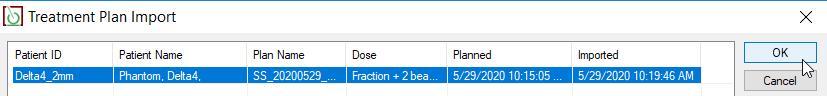 Treatment Plan Import
Patient ID Patient Name Plan Name Dose Planned Imported
OK
Delta4_2mm Phantom, Delta4, SS_20200529_... Fraction + 2 bea... 5/29/2020 10:15:05 ... 5/29/2020 10:19:46 AM
Cancel